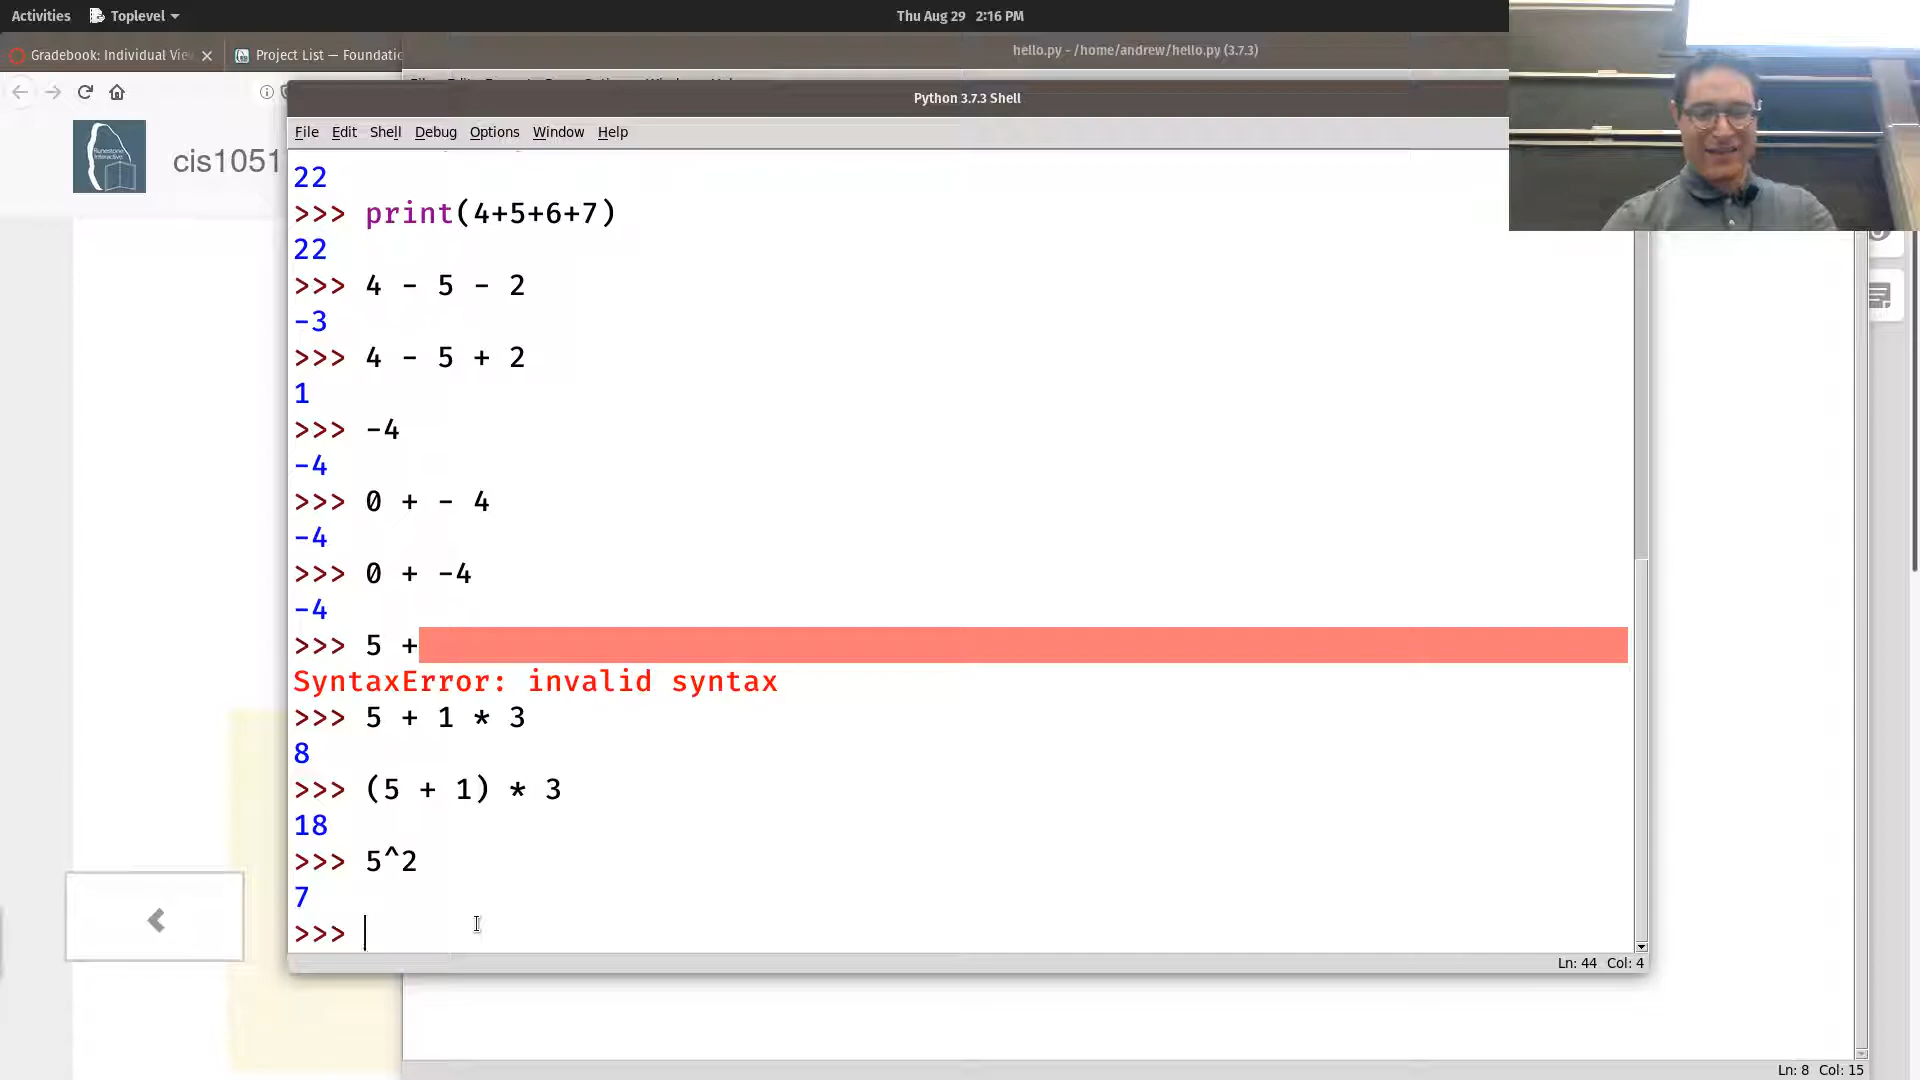 Activities Toplevel Thu Aug 29 2:16 PM
Gradebook: Individual Vie Project List — Foundatio
hello.py - /home/andrew/hello.py (3.7.3)
Python 3.7.3 Shell
File Edit Shell Debug Options Window Help
Runestone
Interactive
cis1051
22
>>> print(4+5+6+7)
22
>>> 4 - 5 - 2
-3
>>> 4 - 5 + 2
1
>>> -4
-4
>>> 0 + - 4
-4
>>> 0 + -4
-4
>>> 5 +
SyntaxError: invalid syntax
>>> 5 + 1 * 3
8
>>> (5 + 1) * 3
18
>>> 5^2
7
>>>
Ln: 44 Col: 4
Ln: 8 Col: 15